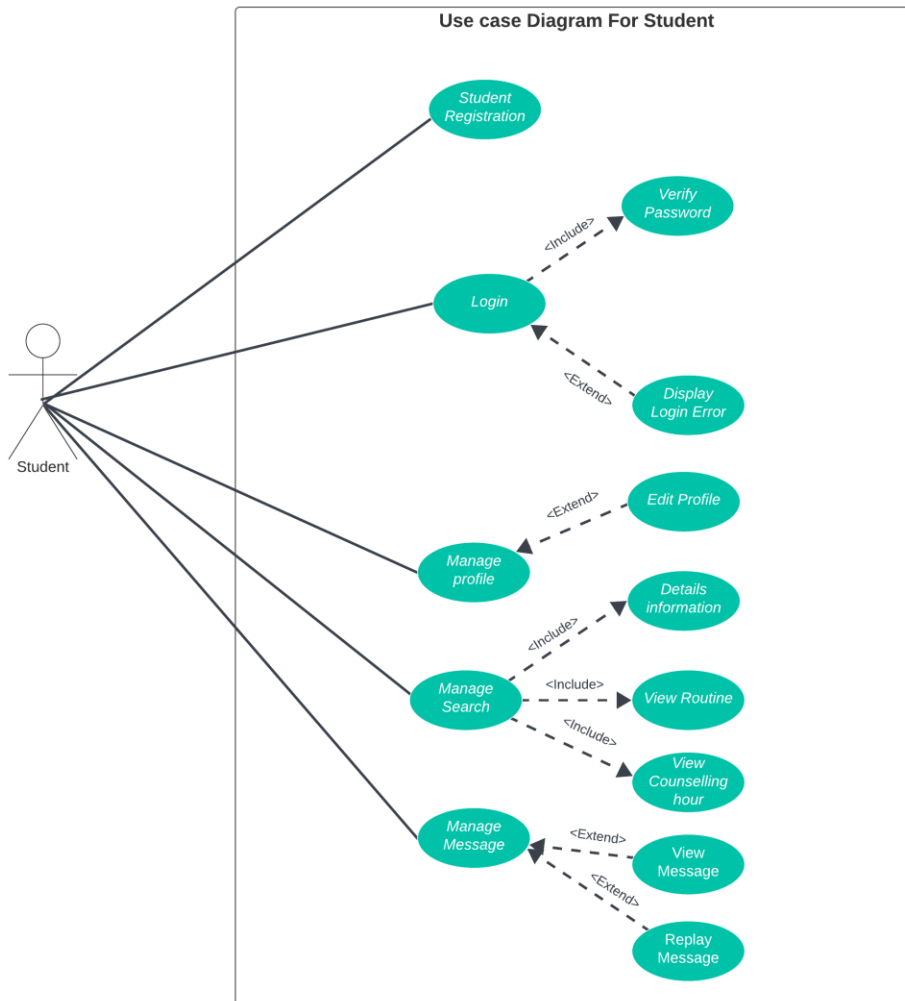 Use case Diagram For Student
Student
Registration
Verify
Password
<Include>
Login
<Extend>
Display
Login Error
Student
Edit Profile
<Extend>
Manage
profile
Details
information
<Include>
Manage
Search
<Include>
View Routine
<Include>
View
Counselling
hour
Manage
Message
<Extend>
View
Message
<Extend>
Replay
Message